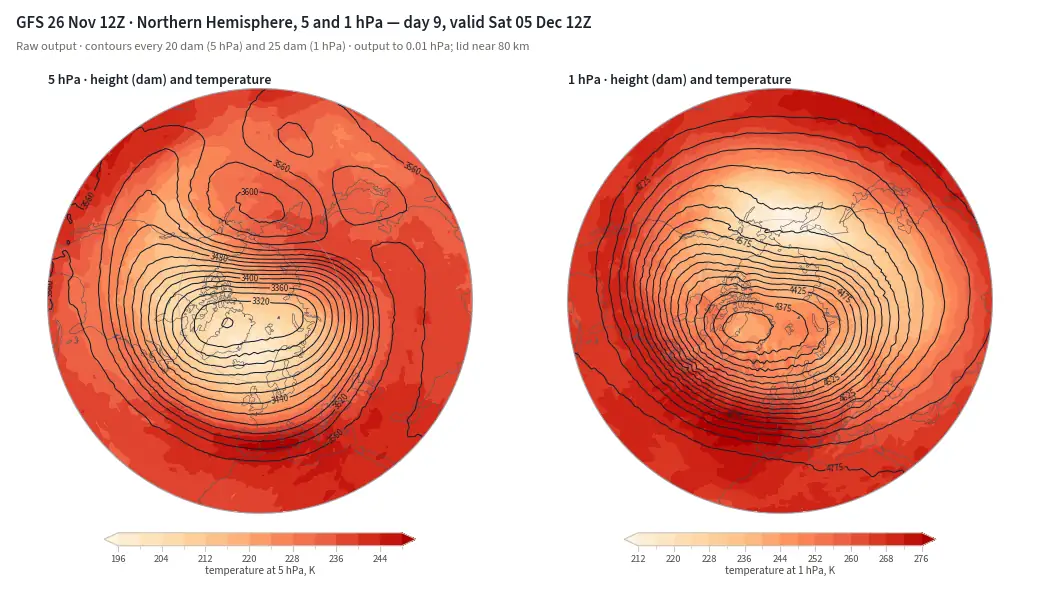 GFS 26 Nov 12Z · Northern Hemisphere, 5 and 1 hPa — day 9, valid Sat 05 Dec 12Z
Raw output · contours every 20 dam (5 hPa) and 25 dam (1 hPa) · output to 0.01 hPa; lid near 80 km
5 hPa · height (dam) and temperature
3560
3560
3600
3400
3360
3320
3440
1 hPa · height (dam) and temperature
4575
4425
4475
4375
4775
196 204 212 220 228 236 244
temperature at 5 hPa, K
212 220 228 236 244 252 260 268 276
temperature at 1 hPa, K